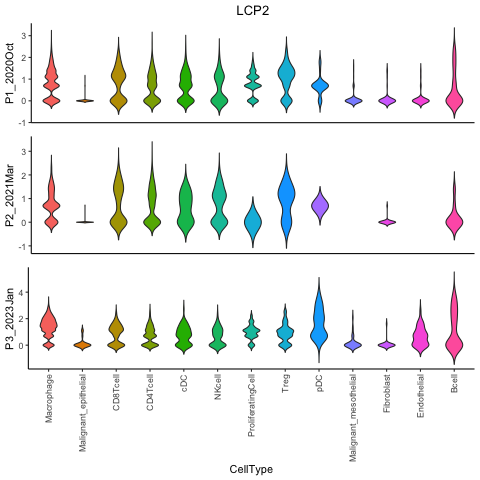 LCP2
P1_2020Oct
3
2
1
0
-1
P2_2021Mar
3
2
1
0
-1
P3_2023Jan
4
2
0
Macrophage
Malignant_epithelial
CD8Tcell
CD4Tcell
cDC
NKcell
ProliferatingCell
Treg
pDC
Malignant_mesothelial
Fibroblast
Endothelial
Bcell
CellType